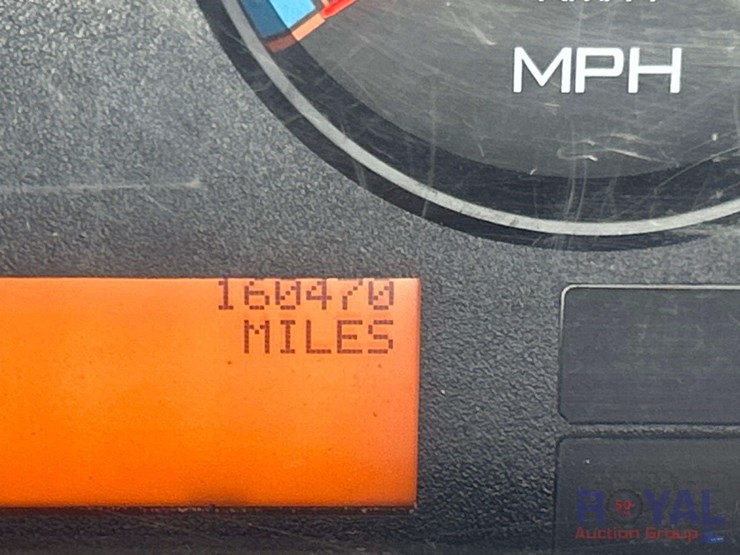 MPH
160470
MILES
ROYAL
Auction Group